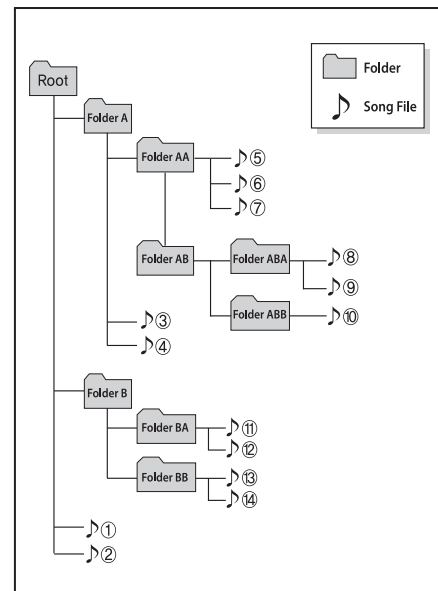 Root
Folder
Song File
Folder A
Folder AA
⑤
⑥
⑦
Folder AB
Folder ABA
⑧
⑨
Folder ABB
⑩
③
④
Folder B
Folder BA
⑪
⑫
Folder BB
⑬
⑭
①
②